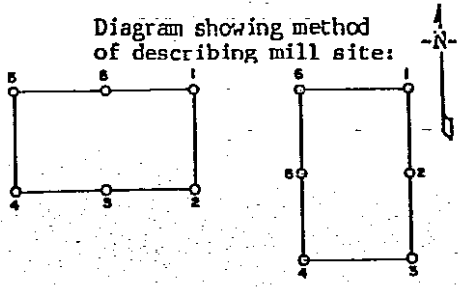 Diagram showing method
of describing mill site:
-N-
5 6 1
6 1
5 2
4 3 2
4 3